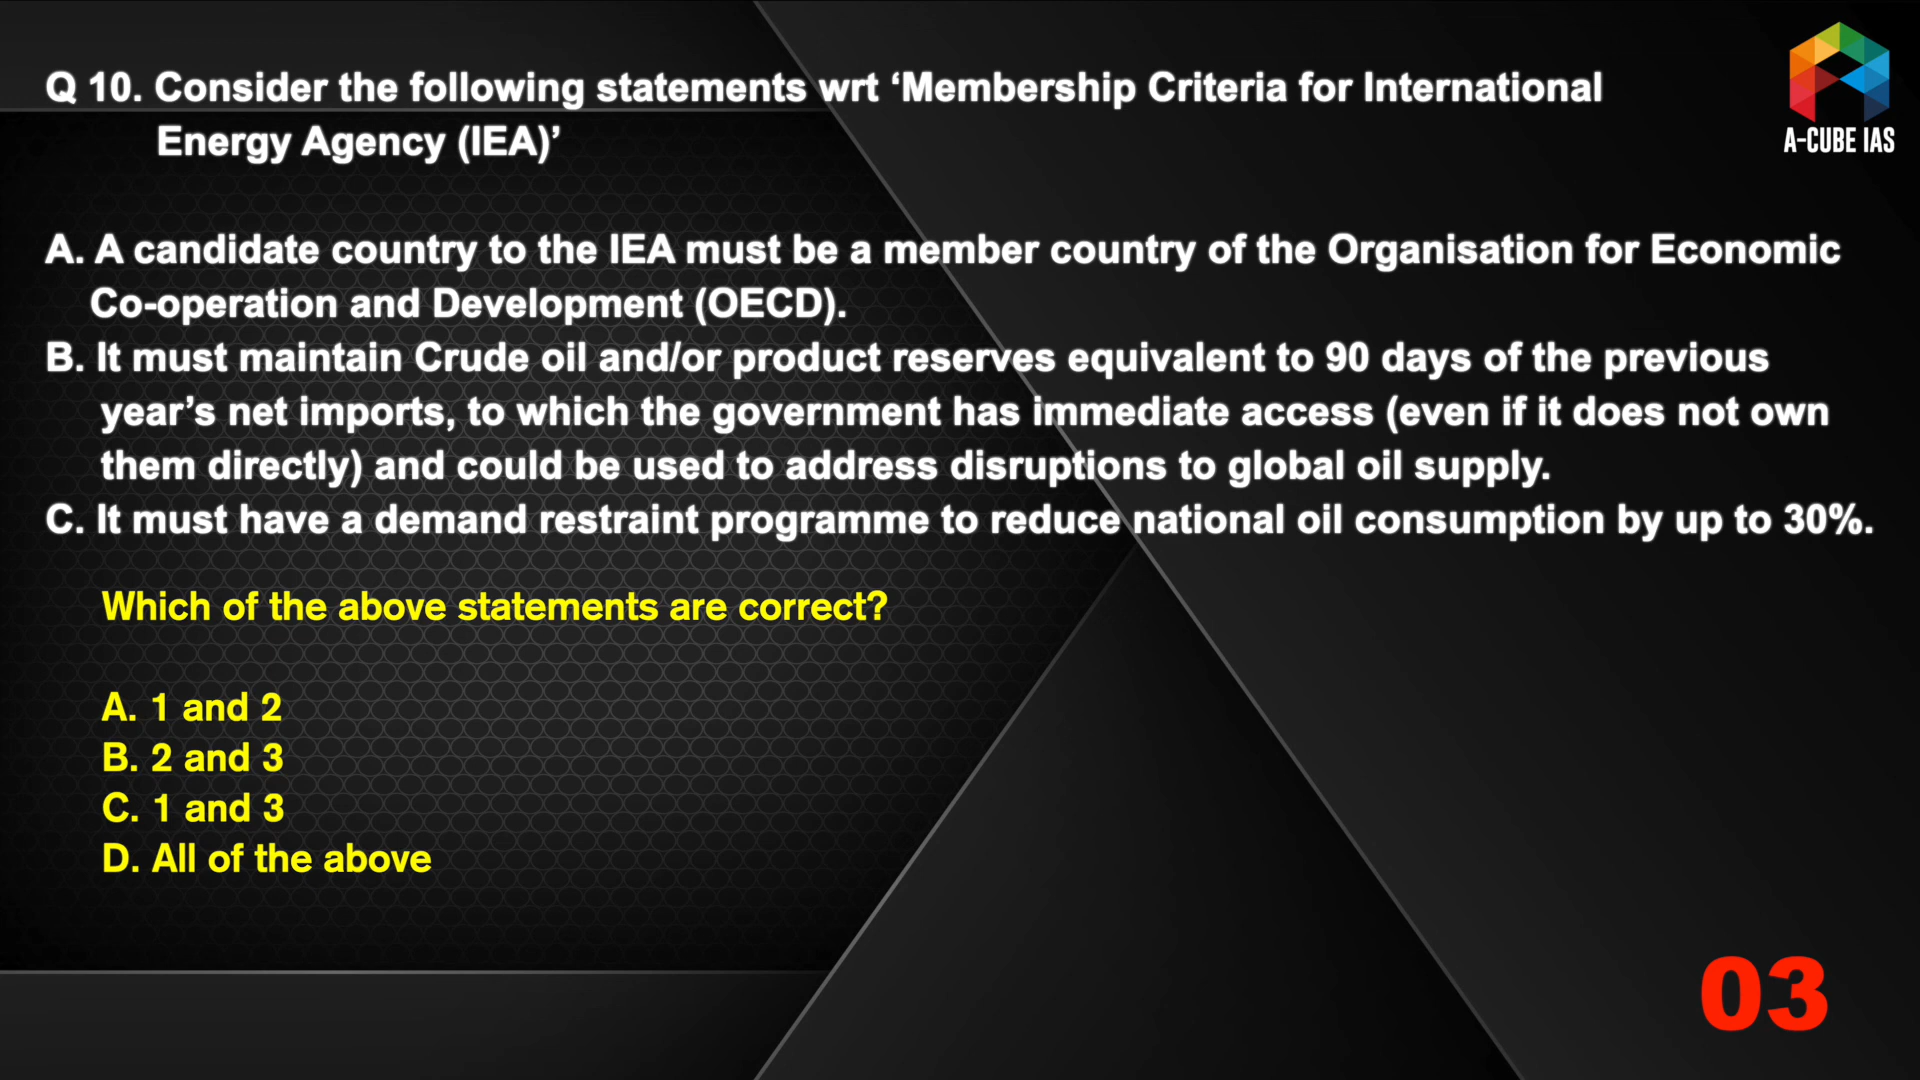 Q 10. Consider the following statements wrt ‘Membership Criteria for International
Energy Agency (IEA)’
A-CUBE IAS
A. A candidate country to the IEA must be a member country of the Organisation for Economic
Co-operation and Development (OECD).
B. It must maintain Crude oil and/or product reserves equivalent to 90 days of the previous
year’s net imports, to which the government has immediate access (even if it does not own
them directly) and could be used to address disruptions to global oil supply.
C. It must have a demand restraint programme to reduce national oil consumption by up to 30%.
Which of the above statements are correct?
A. 1 and 2
B. 2 and 3
C. 1 and 3
D. All of the above
03